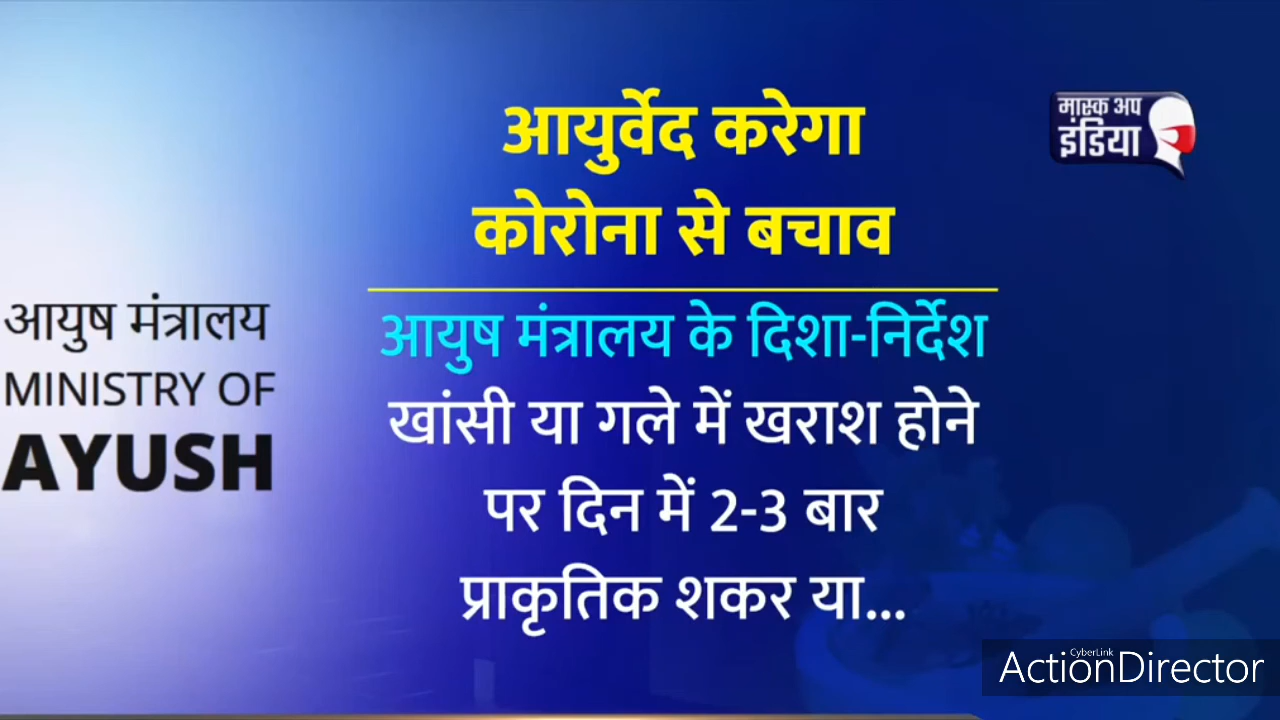 आयुर्वेद करेगा
कोरोना से बचाव
मास्क अप
इंडिया
आयुष मंत्रालय
MINISTRY OF
AYUSH
आयुष मंत्रालय के दिशा-निर्देश
खांसी या गले में खराश होने
पर दिन में 2-3 बार
प्राकृतिक शकर या...
CyberLink
ActionDirector